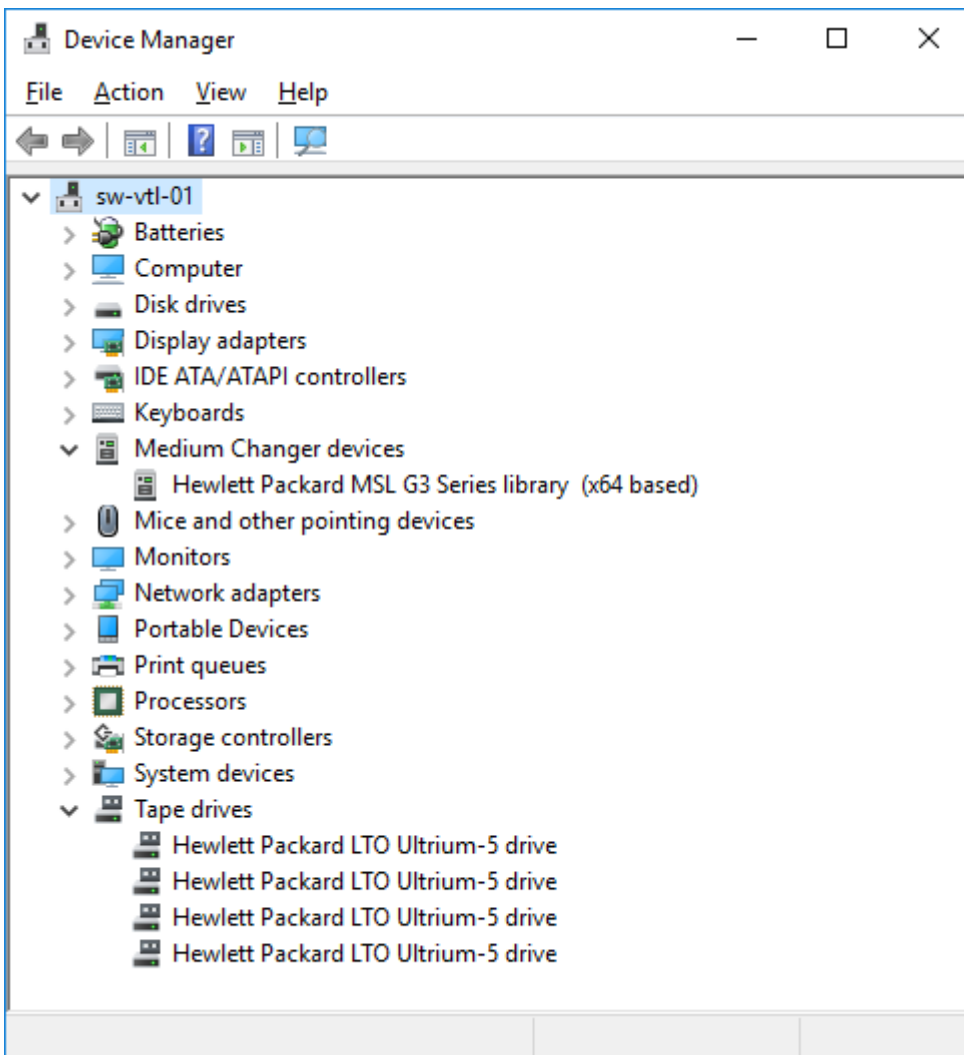 Device Manager
File Action View Help
sw-vtl-01
Batteries
Computer
Disk drives
Display adapters
IDE ATA/ATAPI controllers
Keyboards
Medium Changer devices
Hewlett Packard MSL G3 Series library (x64 based)
Mice and other pointing devices
Monitors
Network adapters
Portable Devices
Print queues
Processors
Storage controllers
System devices
Tape drives
Hewlett Packard LTO Ultrium-5 drive
Hewlett Packard LTO Ultrium-5 drive
Hewlett Packard LTO Ultrium-5 drive
Hewlett Packard LTO Ultrium-5 drive